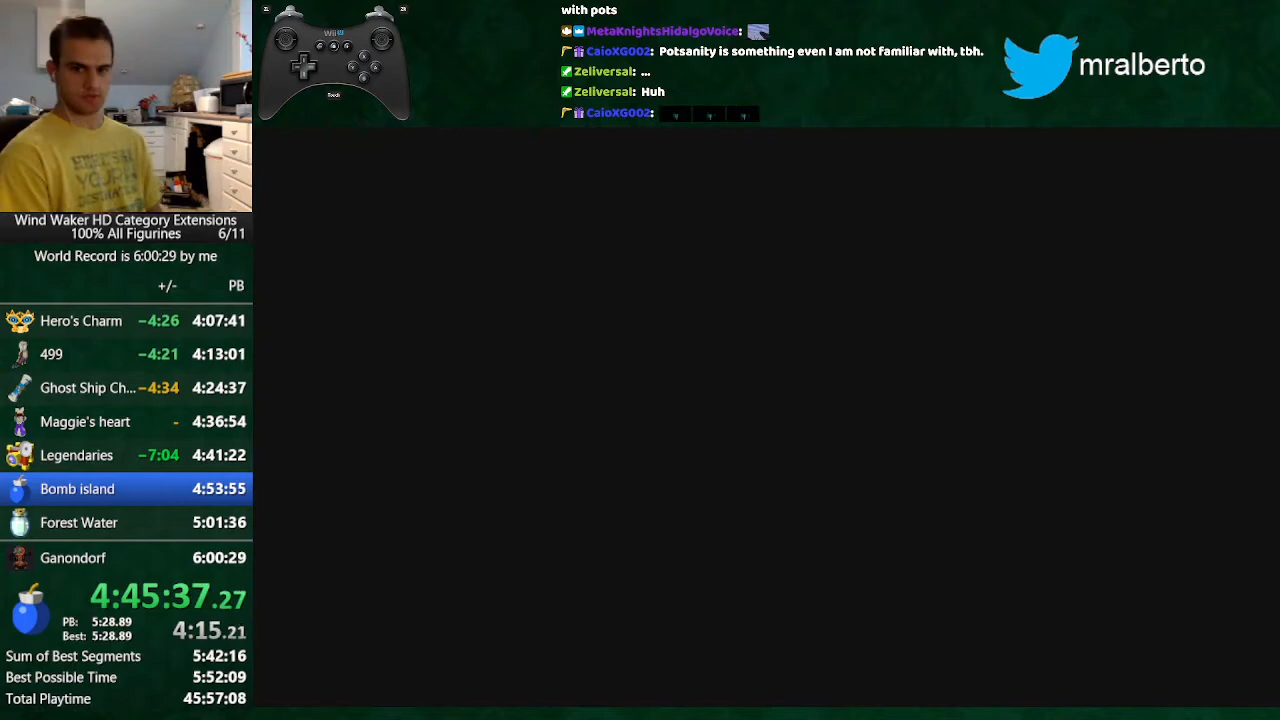 with pots
MetaKnightsHidalgoVoice:
CaioXG002: Potsanity is something even I am not familiar with, tbh.
Zeliversal: ...
Zeliversal: Huh
CaioXG002:
mralberto
Wii U
Wind Waker HD Category Extensions
100% All Figurines 6/11
World Record is 6:00:29 by me
+/- PB
Hero's Charm −4:26 4:07:41
499 −4:21 4:13:01
Ghost Ship Ch... −4:34 4:24:37
Maggie's heart - 4:36:54
Legendaries −7:04 4:41:22
Bomb island 4:53:55
Forest Water 5:01:36
Ganondorf 6:00:29
4:45:37.27
PB: 5:28.89
Best: 5:28.89
4:15.21
Sum of Best Segments 5:42:16
Best Possible Time 5:52:09
Total Playtime 45:57:08